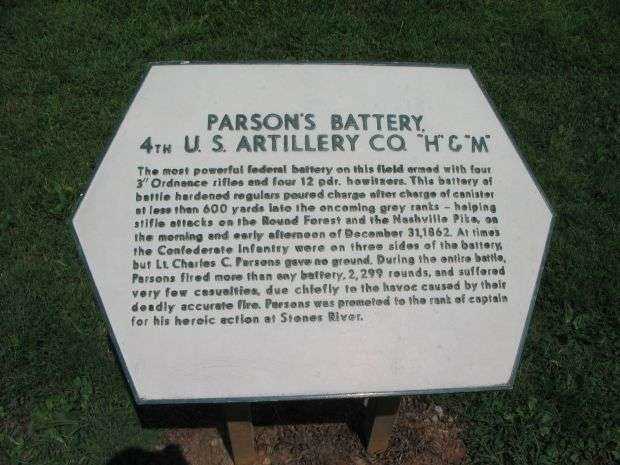 PARSON'S BATTERY,
4TH U. S. ARTILLERY CO. "H" & "M"
The most powerful federal battery on this field armed with four
3" Ordnance rifles and four 12 pdr. howitzers. This battery of
battle hardened regulars poured charge after charge of canister
at less than 600 yards into the oncoming gray ranks - helping
stifle attacks on the Round Forest and the Nashville Pike, on
the morning and early afternoon of December 31,1862. At times
the Confederate Infantry were on three sides of the battery,
but Lt. Charles C. Parsons gave no ground. During the entire battle,
Parsons fired more than any battery, 2,299 rounds, and suffered
very few casualties, due chiefly to the havoc caused by their
deadly accurate fire. Parsons was promoted to the rank of captain
for his heroic action at Stones River.